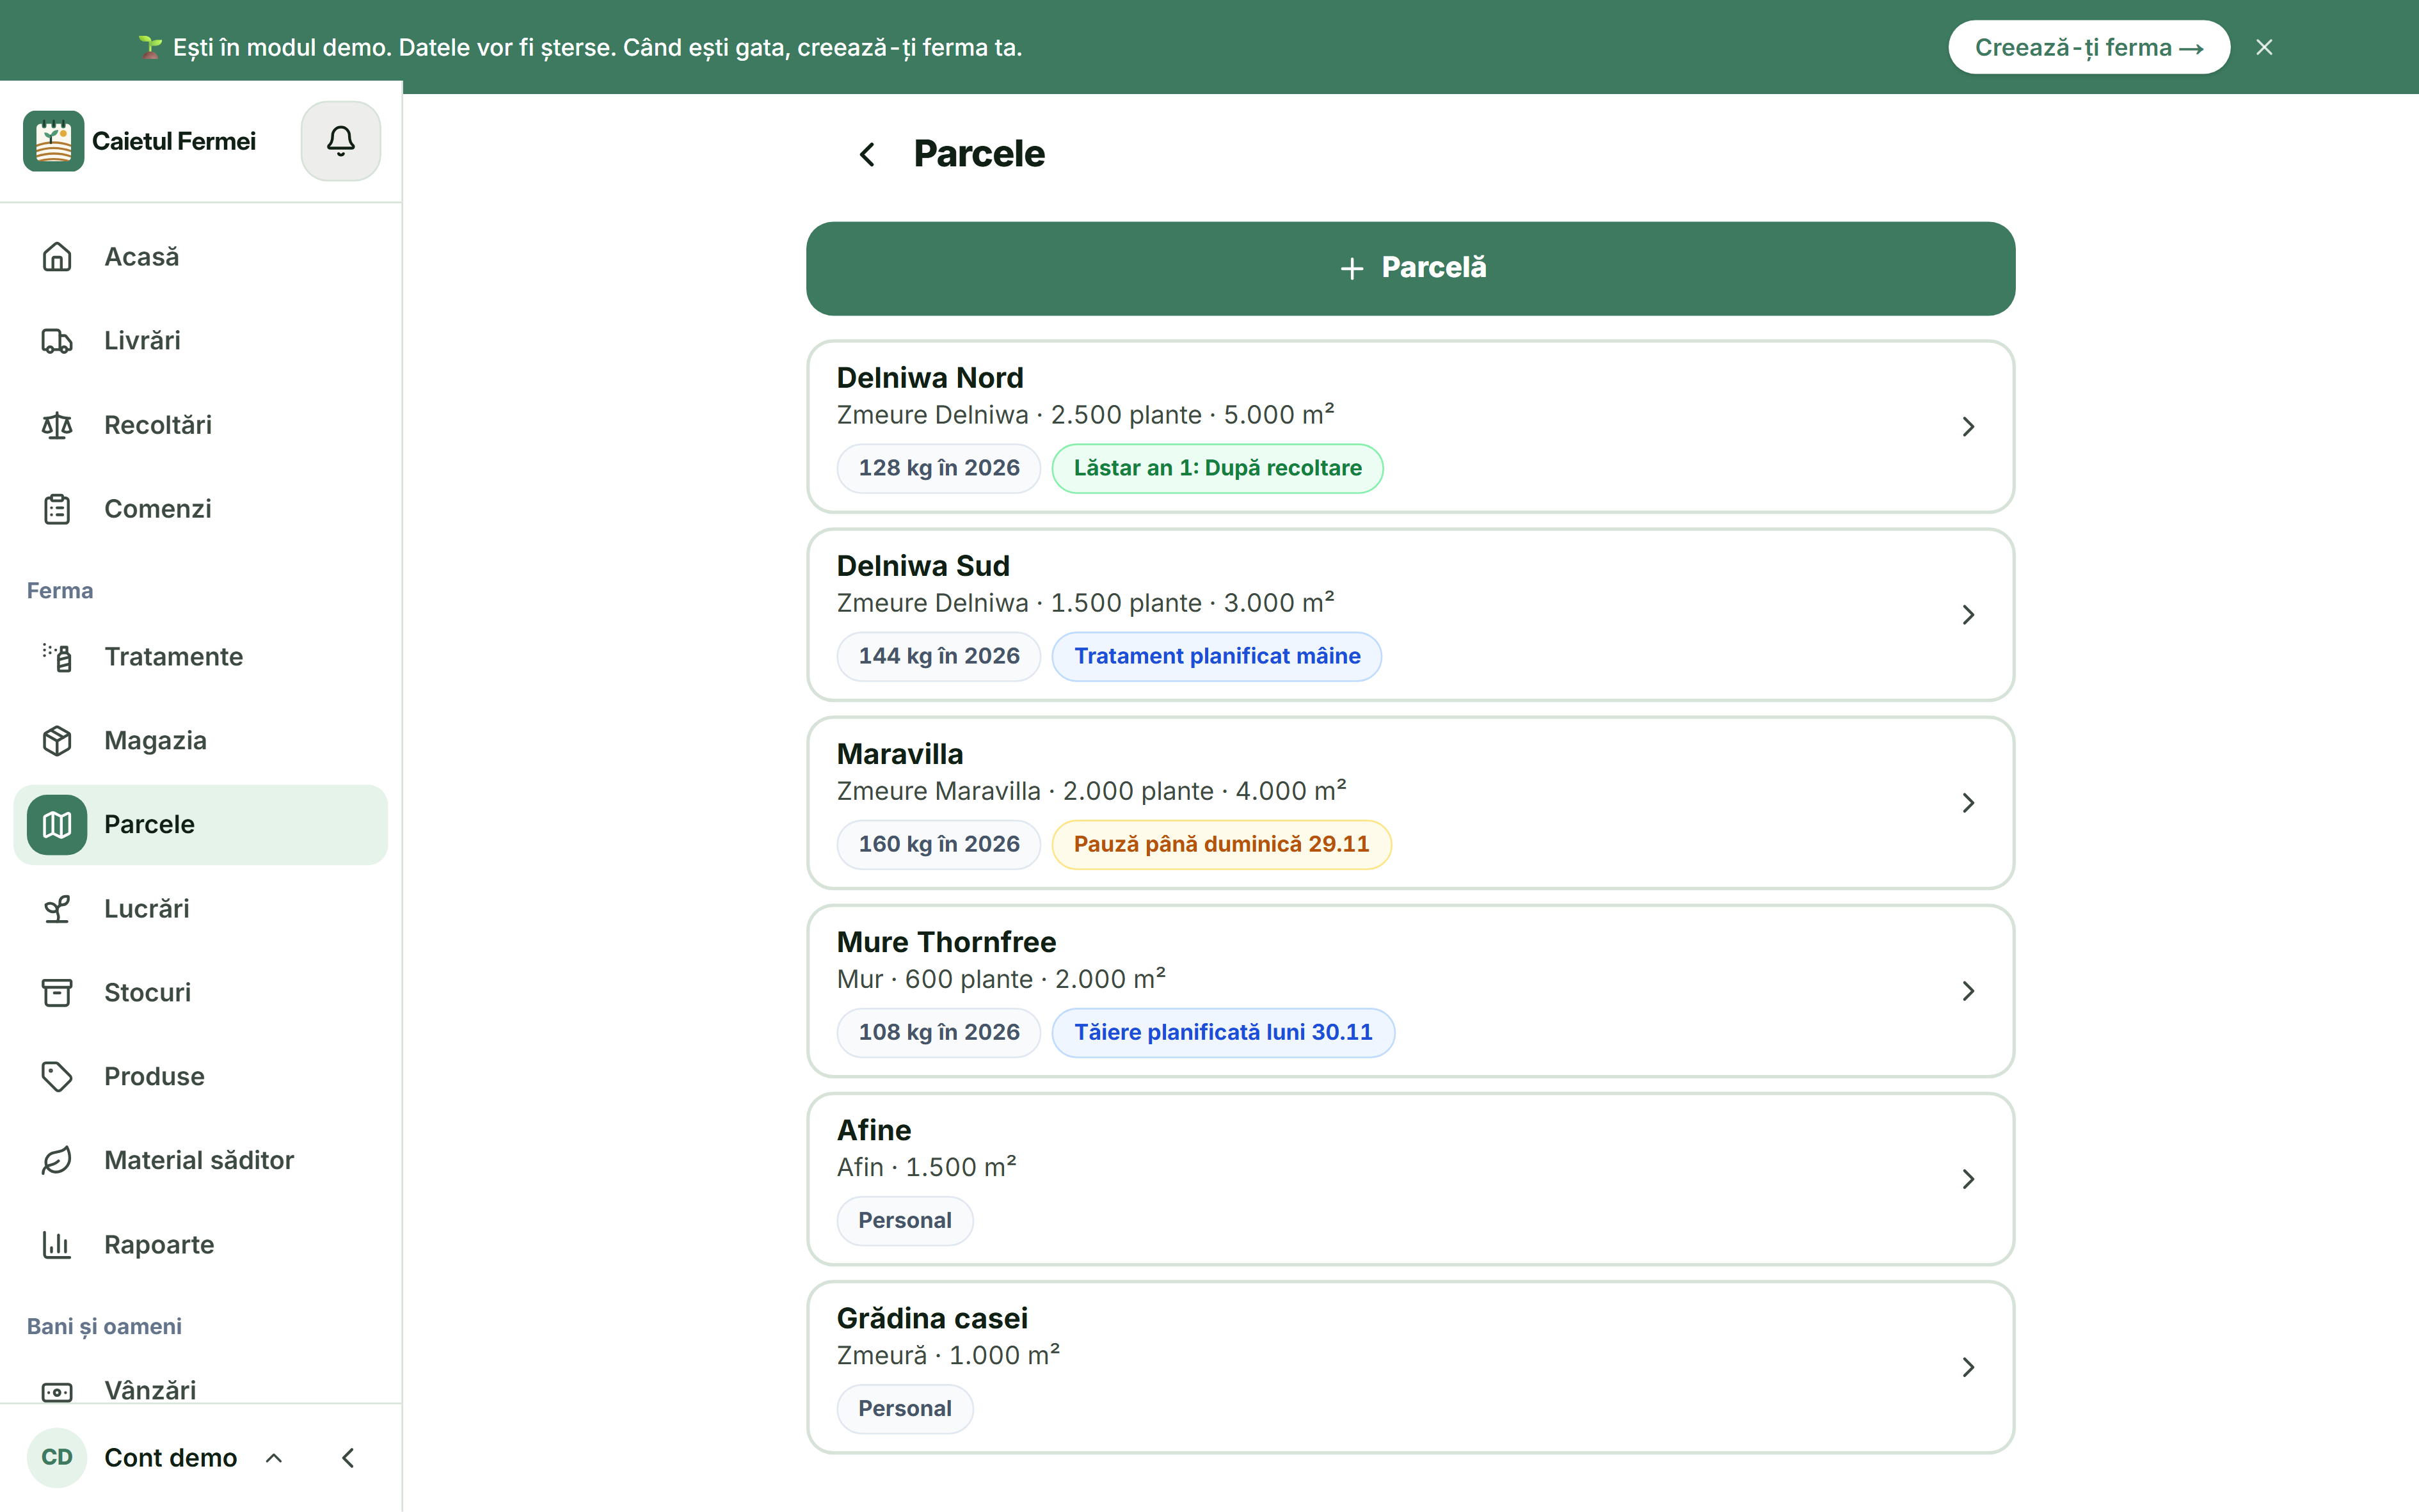 🌱 Ești în modul demo. Datele vor fi șterse. Când ești gata, creează-ți ferma ta.
Creează-ți ferma →
Caietul Fermei
Acasă
Livrări
Recoltări
Comenzi
Ferma
Tratamente
Magazia
Parcele
Lucrări
Stocuri
Produse
Material săditor
Rapoarte
Bani și oameni
Vânzări
CD Cont demo
Parcele
+ Parcelă
Delniwa Nord
Zmeure Delniwa · 2.500 plante · 5.000 m²
128 kg în 2026 Lăstar an 1: După recoltare
Delniwa Sud
Zmeure Delniwa · 1.500 plante · 3.000 m²
144 kg în 2026 Tratament planificat mâine
Maravilla
Zmeure Maravilla · 2.000 plante · 4.000 m²
160 kg în 2026 Pauză până duminică 29.11
Mure Thornfree
Mur · 600 plante · 2.000 m²
108 kg în 2026 Tăiere planificată luni 30.11
Afine
Afin · 1.500 m²
Personal
Grădina casei
Zmeură · 1.000 m²
Personal